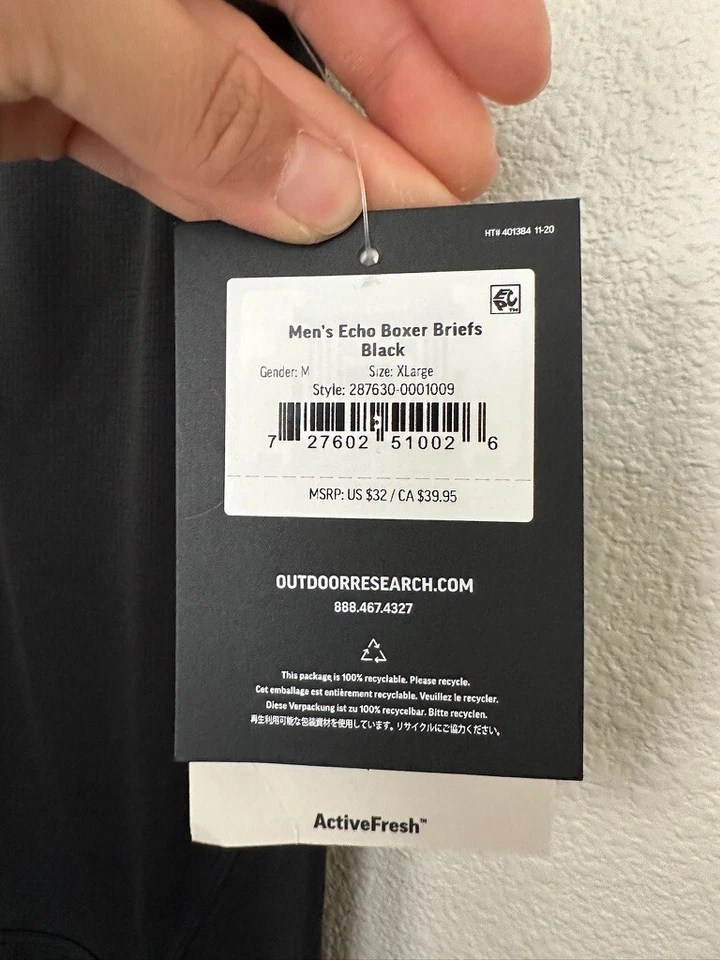 HT# 401384 11-20
EPC™
Men's Echo Boxer Briefs
Black
Gender: M Size: XLarge
Style: 287630-0001009
7 27602 51002 6
MSRP: US $32 / CA $39.95
OUTDOORRESEARCH.COM
888.467.4327
This package is 100% recyclable. Please recycle.
Cet emballage est entièrement recyclable. Veuillez le recycler.
Diese Verpackung ist zu 100% recycelbar. Bitte recyclen.
再生利用可能な包装資材を使用しています。リサイクルにご協力ください。
ActiveFresh™